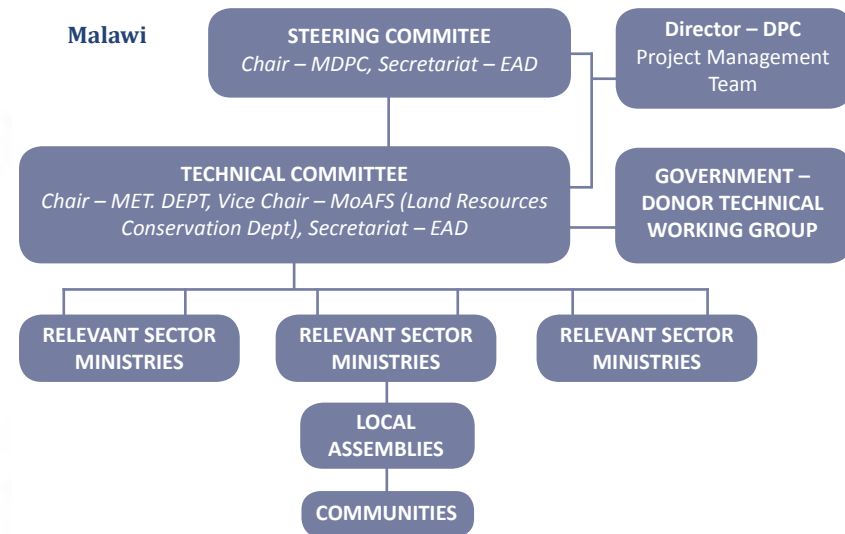 Malawi
STEERING COMMITEE
Chair – MDPC, Secretariat – EAD
Director – DPC
Project Management
Team
TECHNICAL COMMITTEE
Chair – MET. DEPT, Vice Chair – MoAFS (Land Resources
Conservation Dept), Secretariat – EAD
GOVERNMENT –
DONOR TECHNICAL
WORKING GROUP
RELEVANT SECTOR
MINISTRIES
RELEVANT SECTOR
MINISTRIES
RELEVANT SECTOR
MINISTRIES
LOCAL
ASSEMBLIES
COMMUNITIES